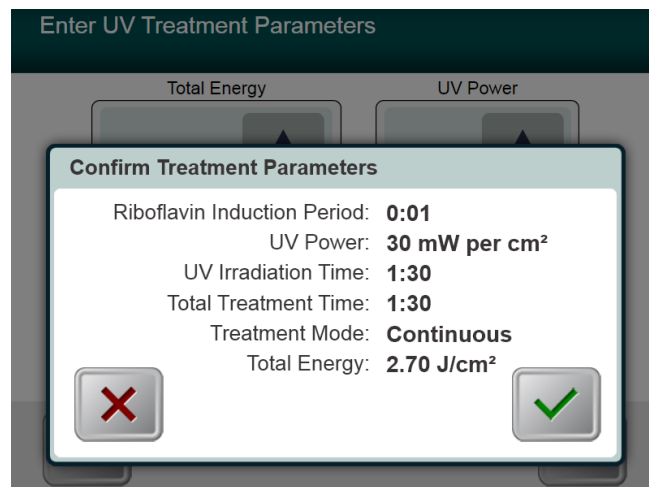 Enter UV Treatment Parameters
Total Energy UV Power
Confirm Treatment Parameters
Riboflavin Induction Period: 0:01
UV Power: 30 mW per cm²
UV Irradiation Time: 1:30
Total Treatment Time: 1:30
Treatment Mode: Continuous
Total Energy: 2.70 J/cm²